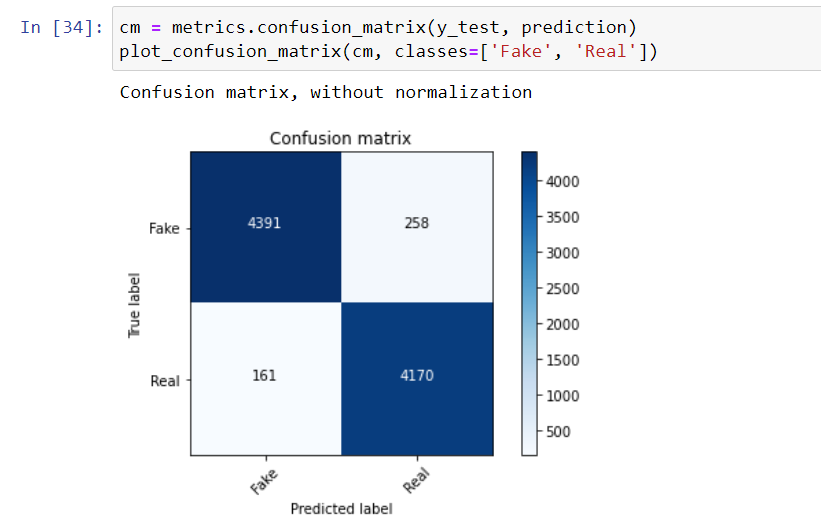 In [34]: cm = metrics.confusion_matrix(y_test, prediction)
plot_confusion_matrix(cm, classes=['Fake', 'Real'])
Confusion matrix, without normalization
Confusion matrix
4000
3500
3000
2500
2000
1500
1000
500
True label
Fake
4391 258
Real
161 4170
Fake Real
Predicted label